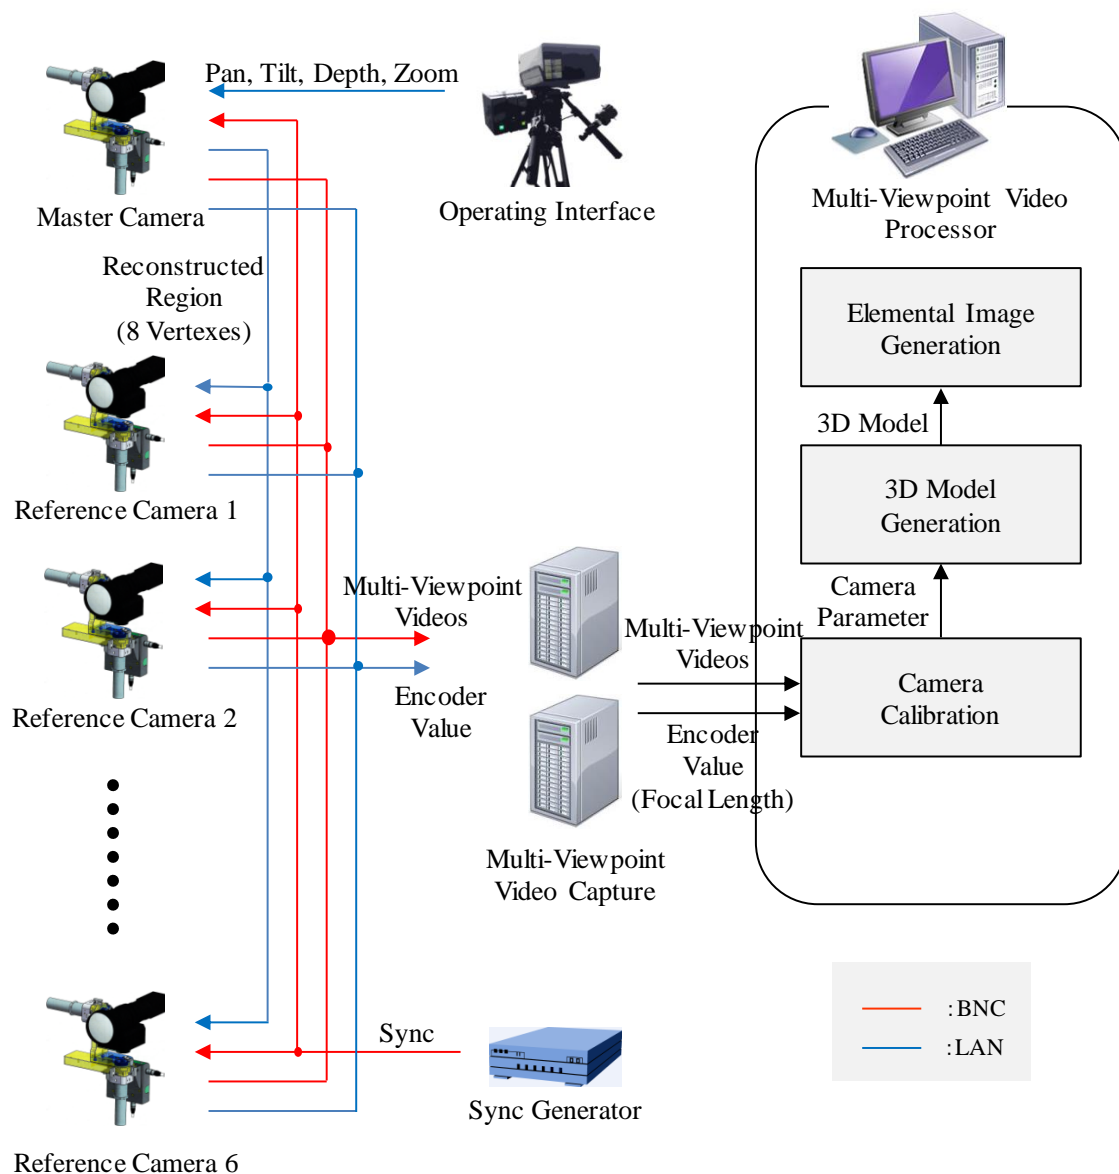 Pan, Tilt, Depth, Zoom
Master Camera
Operating Interface
Multi-Viewpoint Video
Processor
Reconstructed
Region
(8 Vertexes)
Elemental Image
Generation
3D Model
Reference Camera 1
3D Model
Generation
Camera
Parameter
Multi-Viewpoint
Videos
Encoder
Value
Reference Camera 2
Multi-Viewpoint
Videos
Encoder
Value
(Focal Length)
Camera
Calibration
Multi-Viewpoint
Video Capture
Sync
Sync Generator
:BNC
:LAN
Reference Camera 6